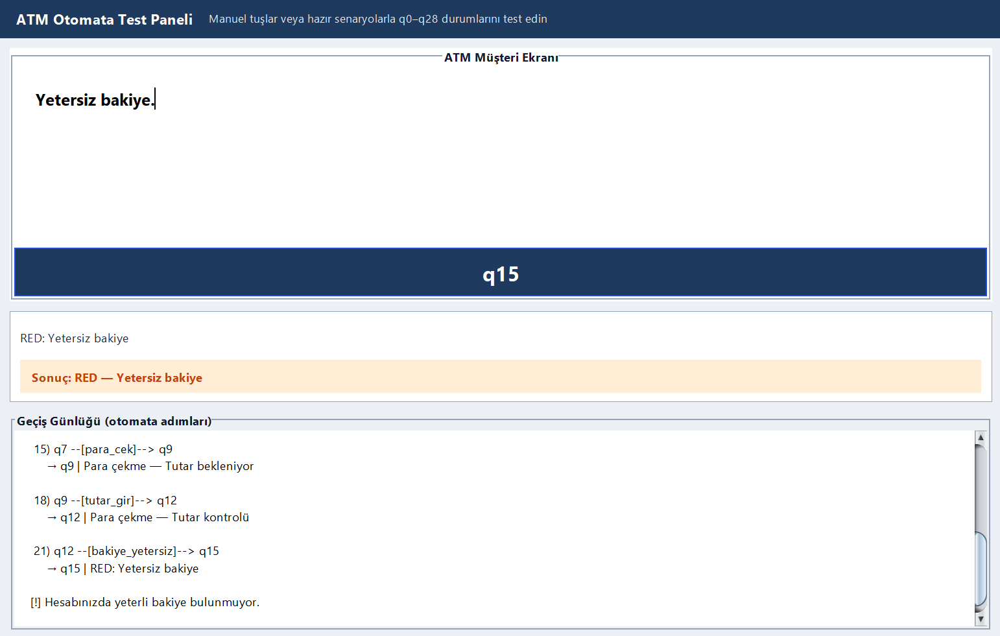 ATM Otomata Test Paneli Manuel tuşlar veya hazır senaryolarla q0–q28 durumlarını test edin
ATM Müşteri Ekranı
Yetersiz bakiye.
q15
RED: Yetersiz bakiye
Sonuç: RED — Yetersiz bakiye
Geçiş Günlüğü (otomata adımları)
15) q7 --[para_cek]--> q9
→ q9 | Para çekme — Tutar bekleniyor
18) q9 --[tutar_gir]--> q12
→ q12 | Para çekme — Tutar kontrolü
21) q12 --[bakiye_yetersiz]--> q15
→ q15 | RED: Yetersiz bakiye
[!] Hesabınızda yeterli bakiye bulunmuyor.